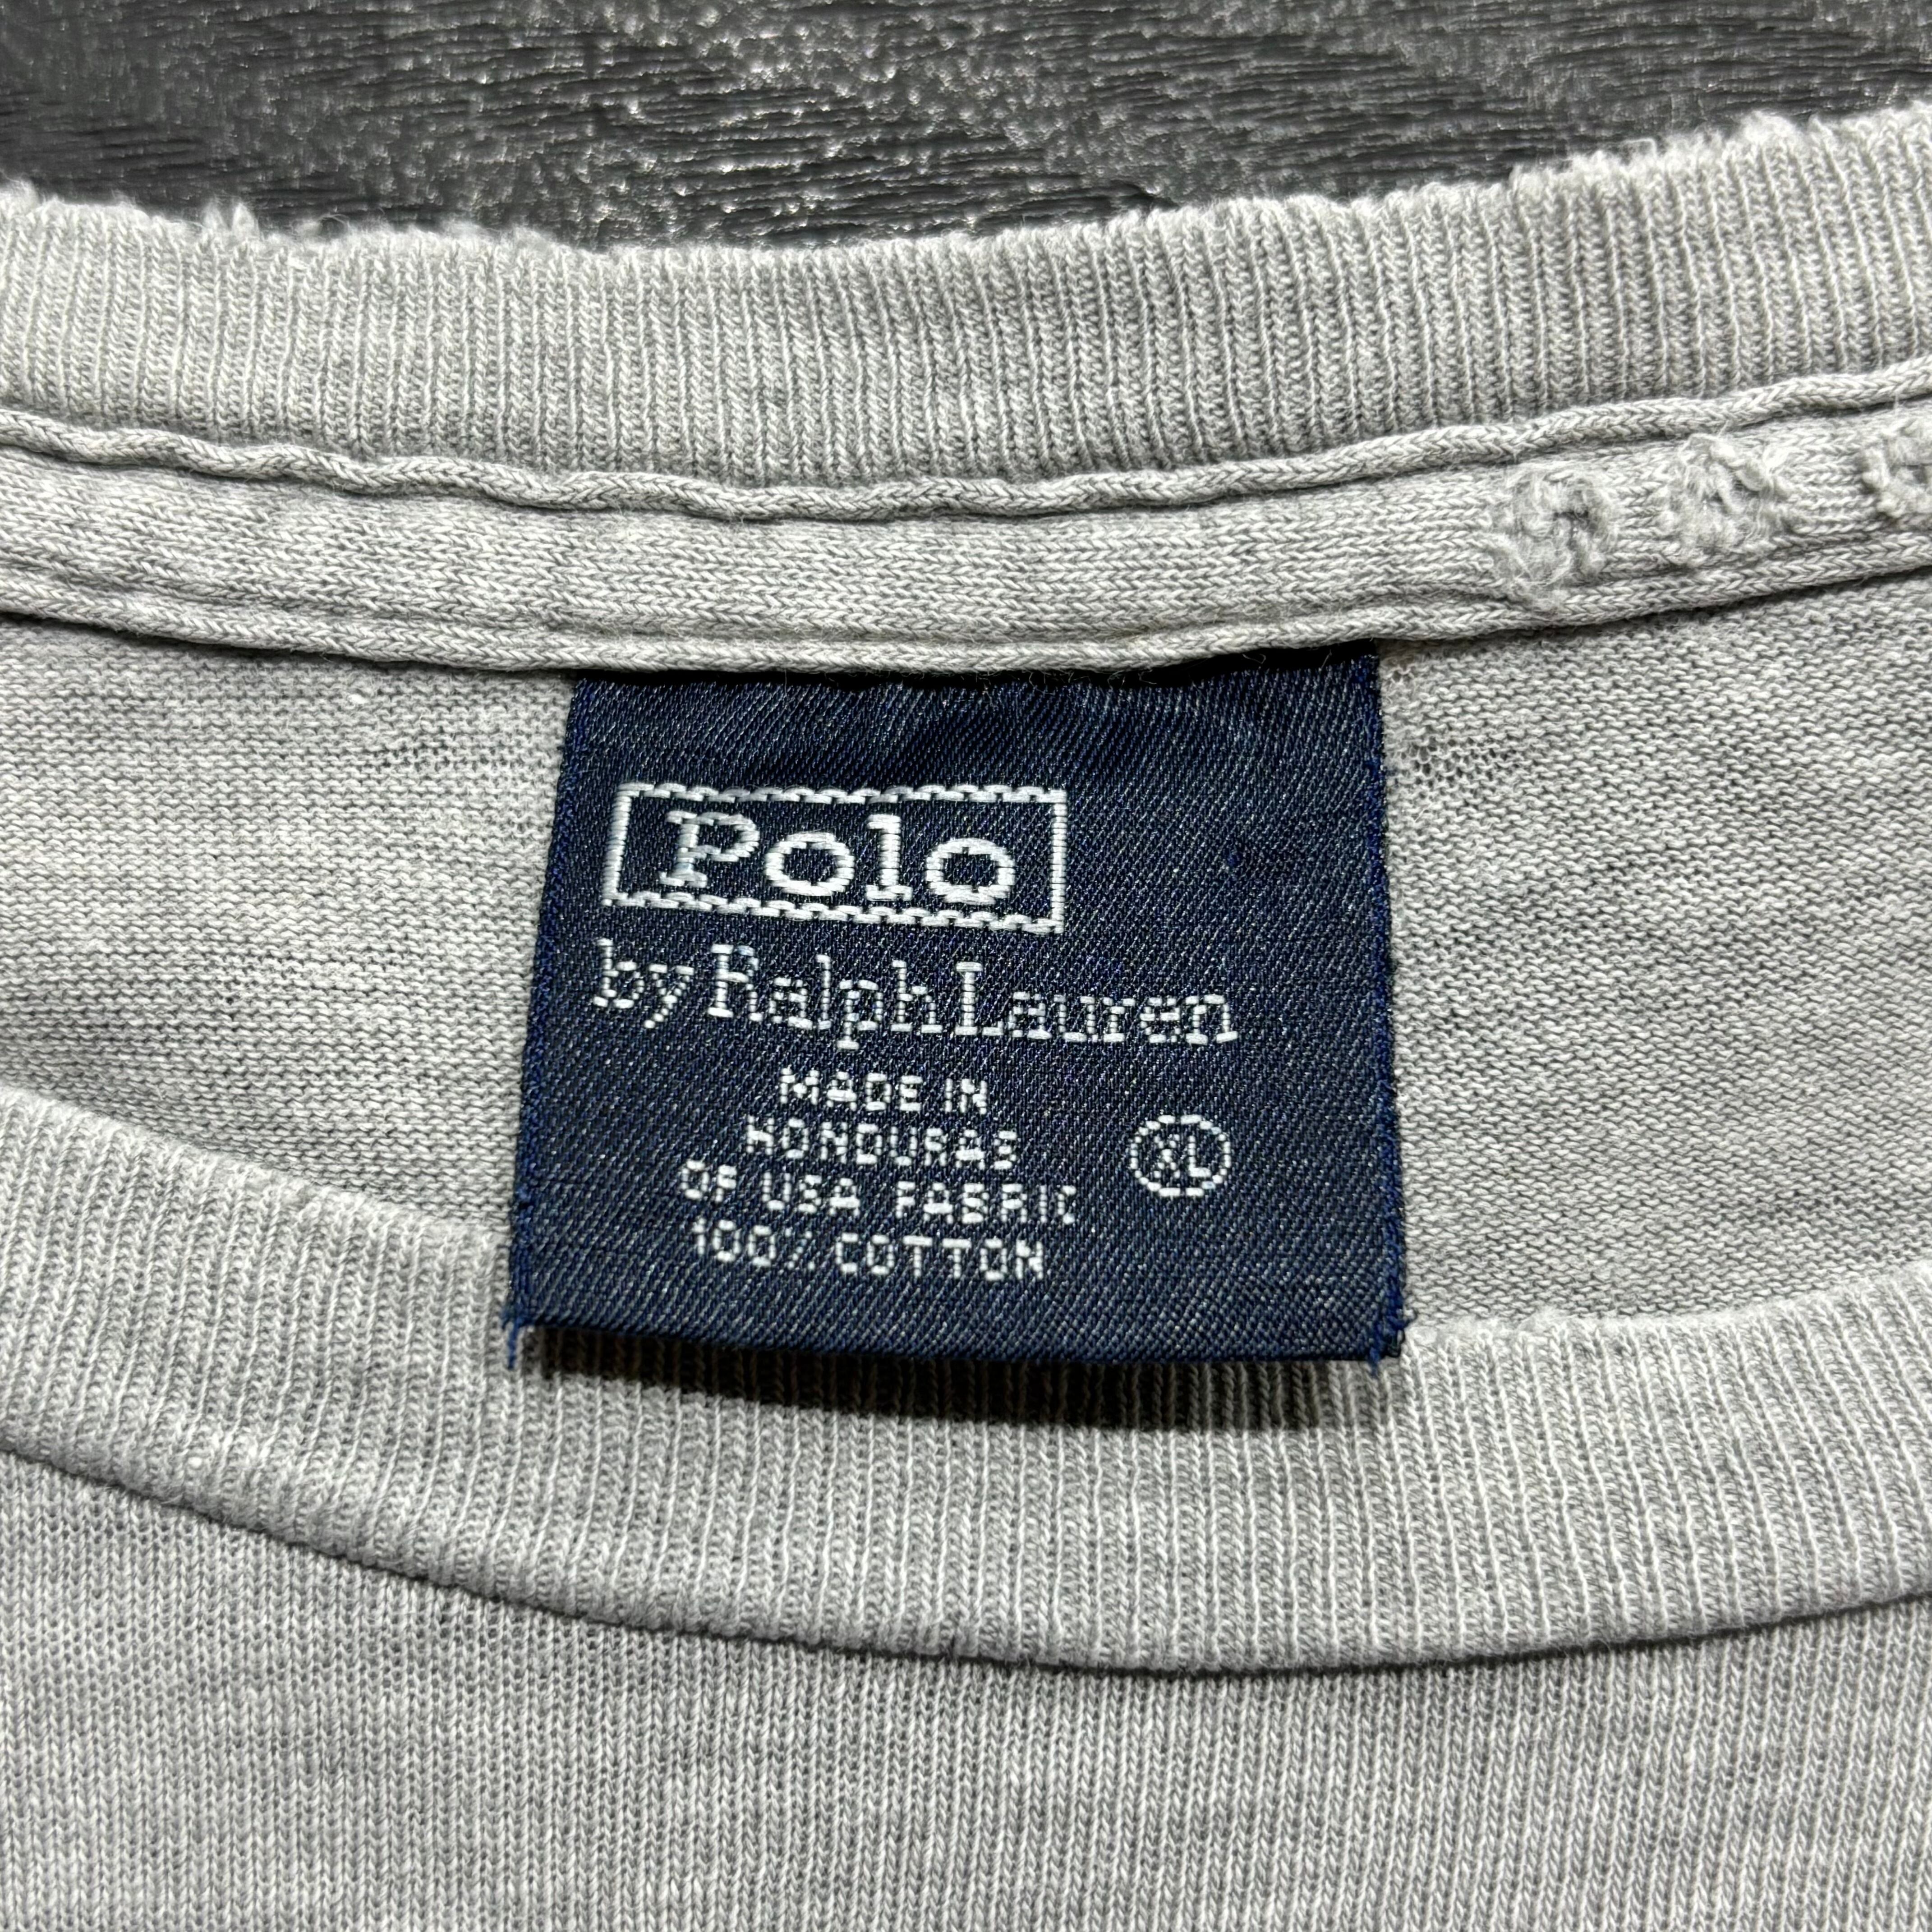 Polo
by Ralph Lauren
MADE IN
HONDURAS
XL
OF USA FABRIC
100% COTTON